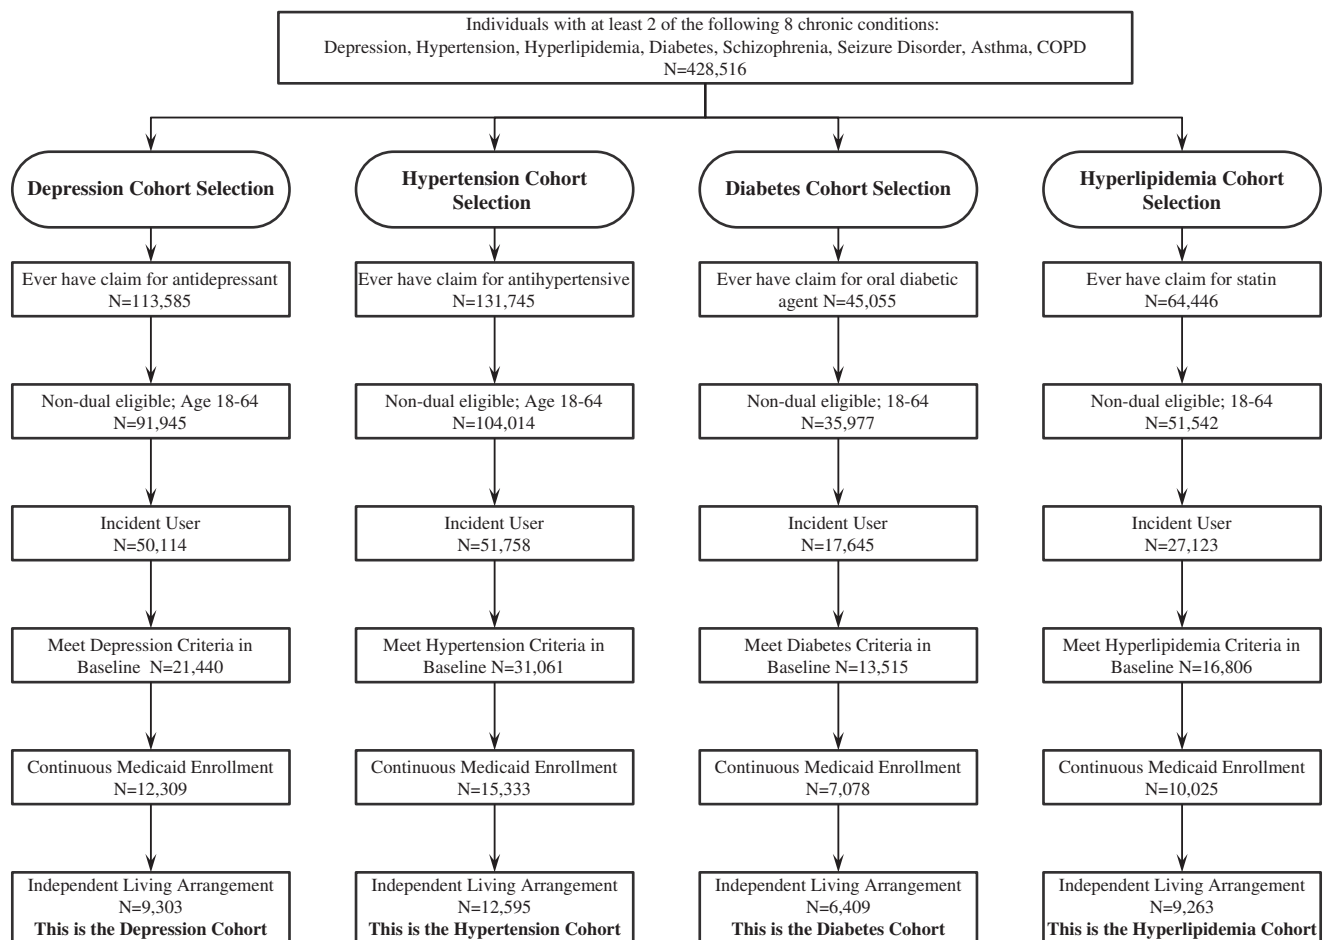 Individuals with at least 2 of the following 8 chronic conditions:
Depression, Hypertension, Hyperlipidemia, Diabetes, Schizophrenia, Seizure Disorder, Asthma, COPD
N=428,516
Depression Cohort Selection
Hypertension Cohort
Selection
Diabetes Cohort Selection
Hyperlipidemia Cohort
Selection
Ever have claim for antidepressant
N=113,585
Ever have claim for antihypertensive
N=131,745
Ever have claim for oral diabetic
agent N=45,055
Ever have claim for statin
N=64,446
Non-dual eligible; Age 18-64
N=91,945
Non-dual eligible; Age 18-64
N=104,014
Non-dual eligible; 18-64
N=35,977
Non-dual eligible; 18-64
N=51,542
Incident User
N=50,114
Incident User
N=51,758
Incident User
N=17,645
Incident User
N=27,123
Meet Depression Criteria in
Baseline N=21,440
Meet Hypertension Criteria in
Baseline N=31,061
Meet Diabetes Criteria in
Baseline N=13,515
Meet Hyperlipidemia Criteria in
Baseline N=16,806
Continuous Medicaid Enrollment
N=12,309
Continuous Medicaid Enrollment
N=15,333
Continuous Medicaid Enrollment
N=7,078
Continuous Medicaid Enrollment
N=10,025
Independent Living Arrangement
N=9,303
This is the Depression Cohort
Independent Living Arrangement
N=12,595
This is the Hypertension Cohort
Independent Living Arrangement
N=6,409
This is the Diabetes Cohort
Independent Living Arrangement
N=9,263
This is the Hyperlipidemia Cohort